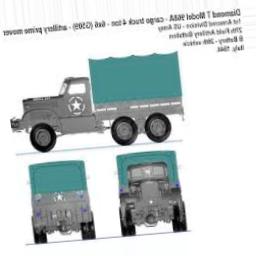 Diamond T Model 968A - cargo truck 4 ton - 6x6 (G509) - artillery prime mover
1st Armored Division US Army
27th Field Artillery Battalion
B Battery - 24th vehicle
Italy, 1944.